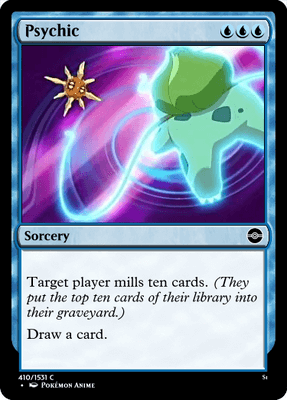 Psychic
Sorcery
Target player mills ten cards. (They
put the top ten cards of their library into
their graveyard.)
Draw a card.
410/1531 C
• Pokémon Anime